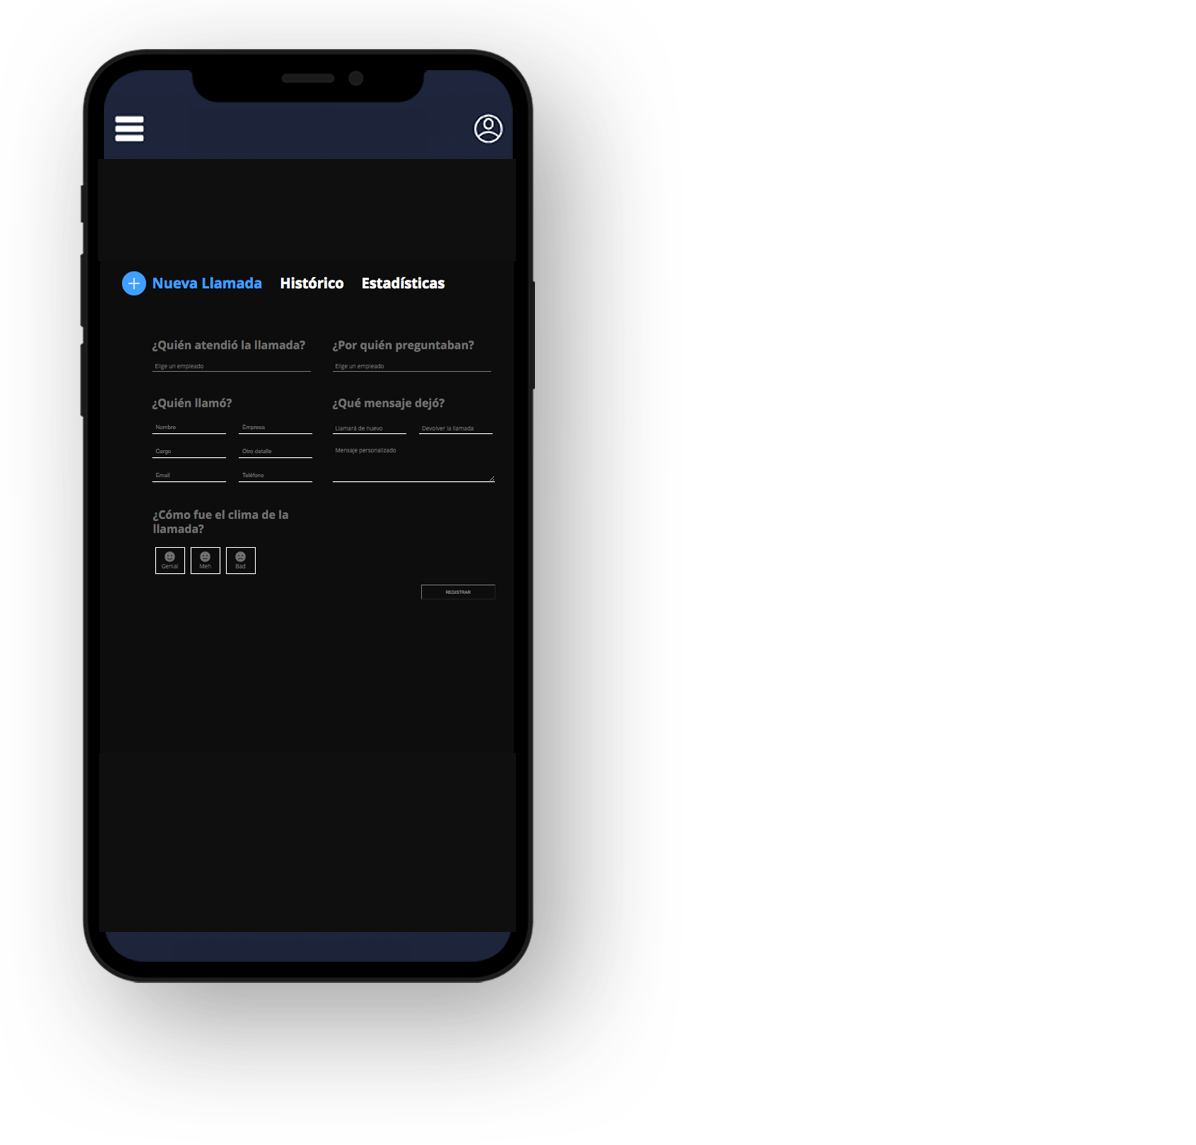 Nueva Llamada Histórico Estadísticas
¿Quién atendió la llamada?
Elige un empleado
¿Por quién preguntaban?
Elige un empleado
¿Quién llamó?
Nombre Empresa
Cargo Otro detalle
Email Teléfono
¿Qué mensaje dejó?
Llamará de nuevo Devolver la llamada
Mensaje personalizado
¿Cómo fue el clima de la
llamada?
Genial Meh Bad
REGISTRAR